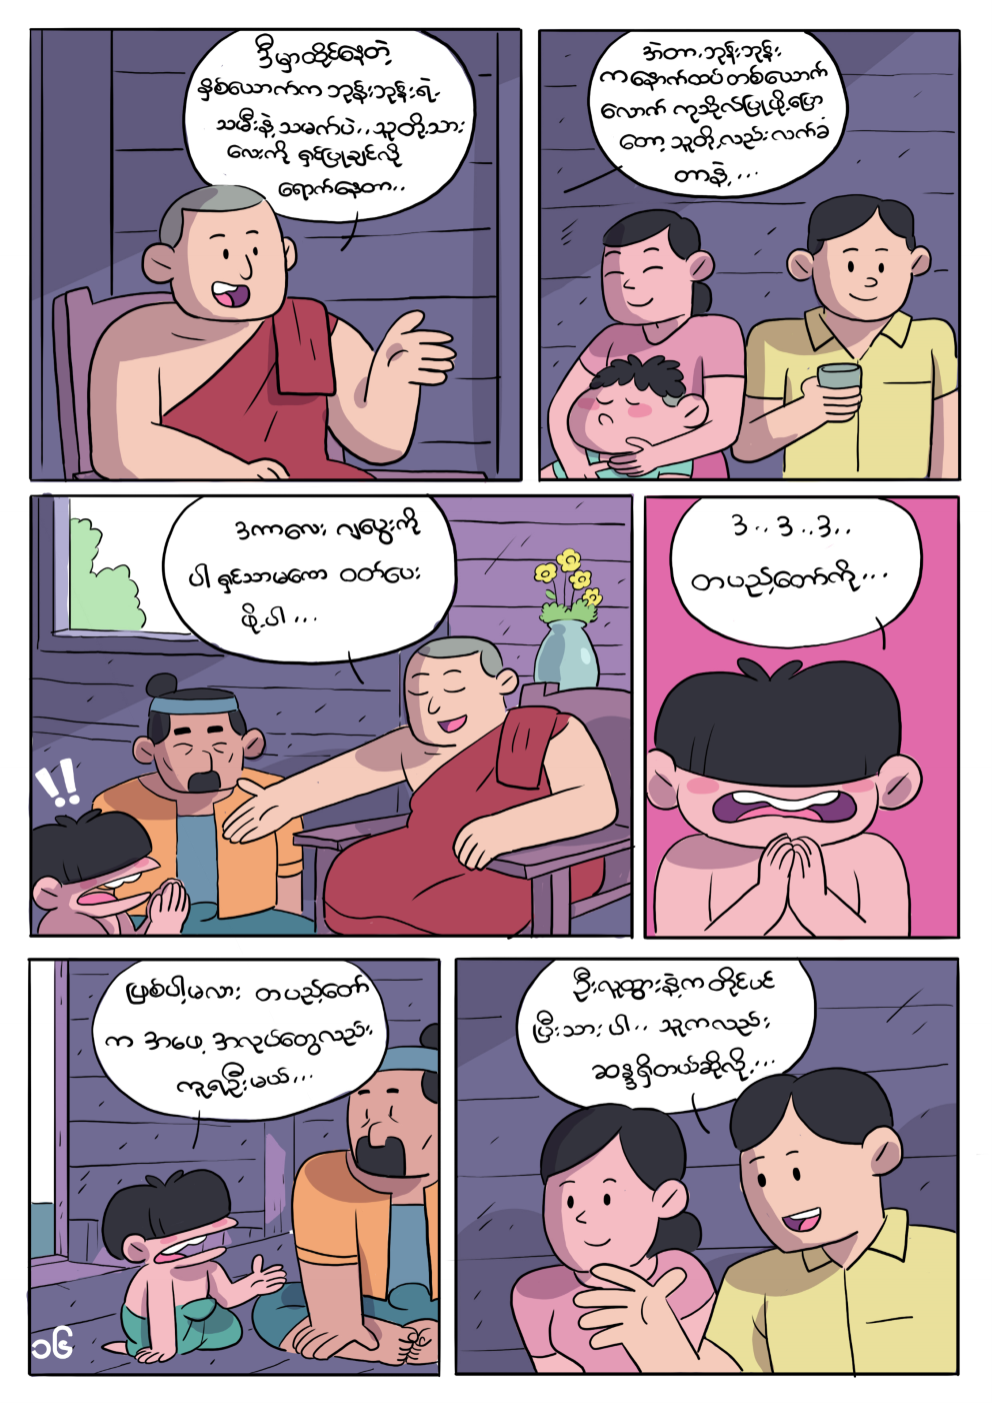 ဒီမှာထိုင်နေတဲ့
နှစ်ယောက်က ဘုန်းဘုန်းရဲ့
သမီးနဲ့ သမက်ပဲ.. သူတို့သား
လေးကို ရှင်ပြုချင်လို့
ရောက်နေတာ..
အဲတာ.ဘုန်းဘုန်း
ကနောက်ထပ်တစ်ယောက်
လောက် ကုသိုလ်ပြုဖို့ပြော
တော့ သူတို့လည်းလက်ခံ
တာနဲ့ ...
ဒကာလေး ဂျမွှေးကို
ပါ ရှင်သာမဏေ ဝတ်ပေး
ဖို့ပါ ...
ဒ..ဒ..ဒ..
တပည့်တော်ကို...
ဖြစ်ပါ့မလား တပည့်တော်
က အဖေ့ အလုပ်တွေလည်း
ကူရဦးမယ်...
ဦးလူထွားနဲ့က တိုင်ပင်
ပြီးသားပါ.. သူကလည်း
ဆန္ဒရှိတယ်ဆိုလို့...
၁၆